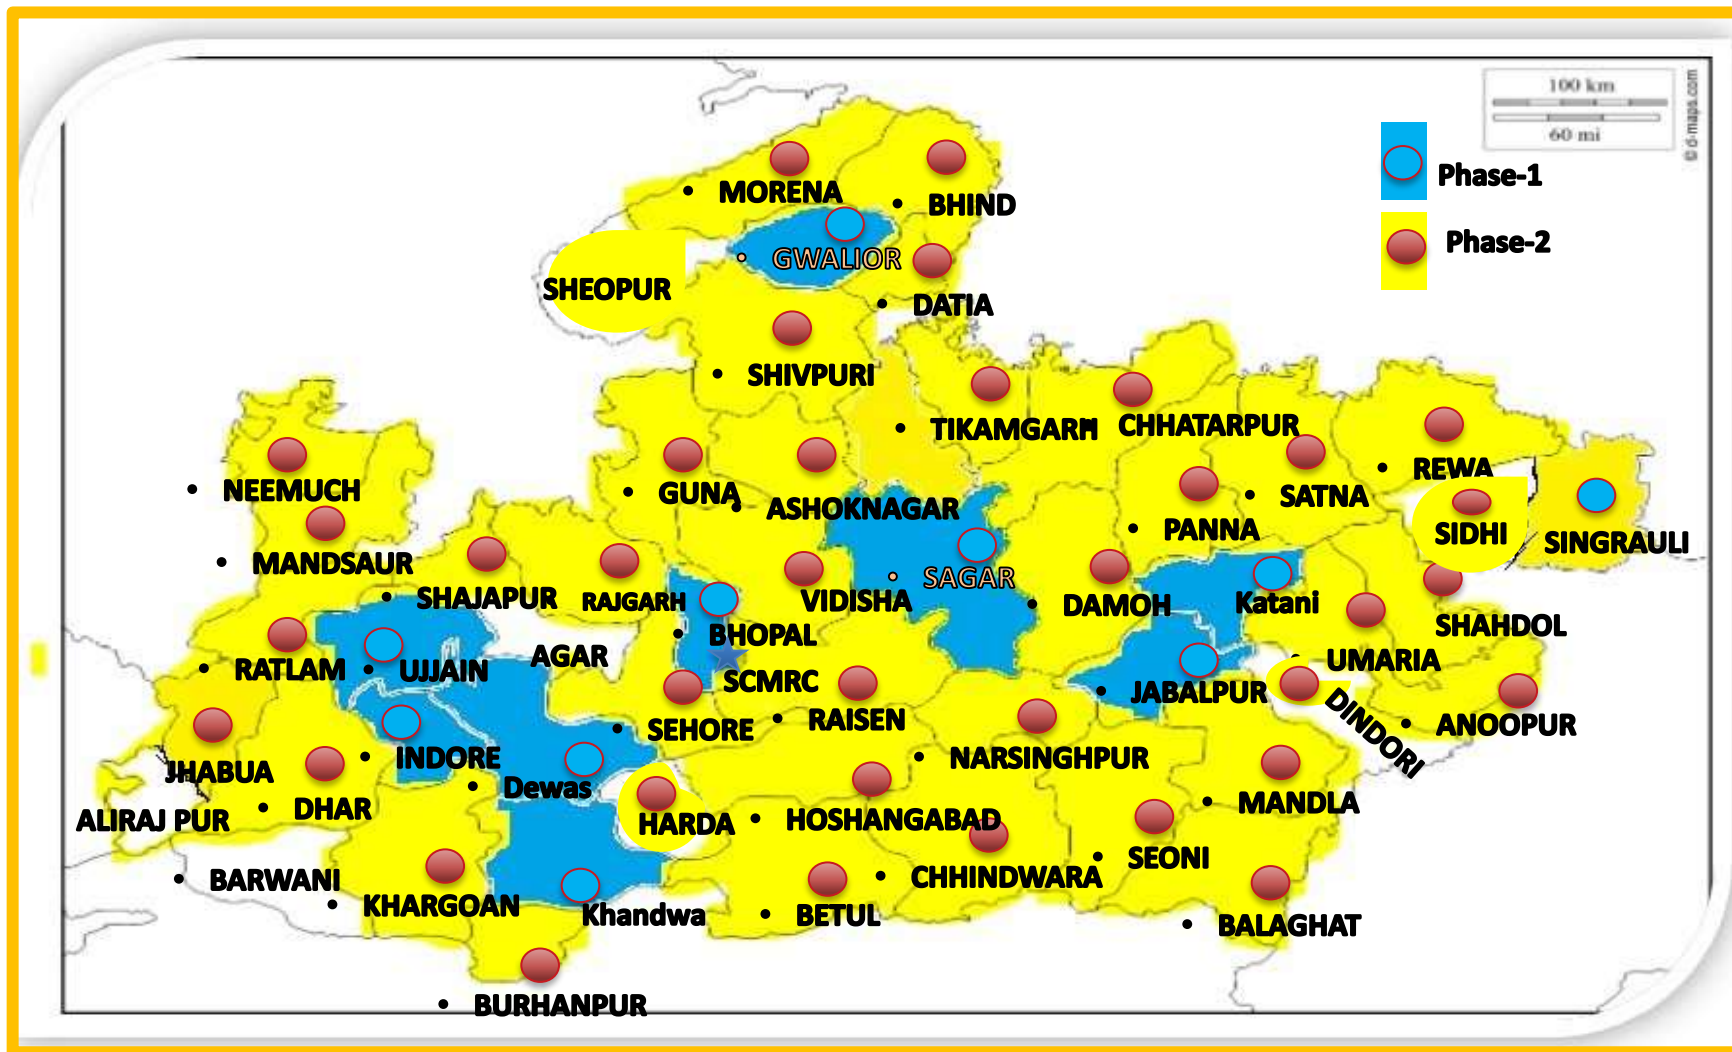 100 km
60 mi
© d-maps.com
Phase-1
Phase-2
• MORENA
• BHIND
GWALIOR
SHEOPUR
• DATIA
• SHIVPURI
• TIKAMGARH
• CHHATARPUR
• REWA
• NEEMUCH
• GUNA
• ASHOKNAGAR
• SATNA
• PANNA
SIDHI
SINGRAULI
• MANDSAUR
• SHAJAPUR
RAJGARH
VIDISHA
SAGAR
• DAMOH
Katani
SHAHDOL
• BHOPAL
• RATLAM
• UJJAIN
AGAR
SCMRC
• UMARIA
• JABALPUR
DINDORI
• SEHORE
• RAISEN
• ANOOPUR
JHABUA
• INDORE
• Dewas
• NARSINGHPUR
ALIRAJ PUR
• DHAR
HARDA
• HOSHANGABAD
• MANDLA
• BARWANI
• KHARGOAN
Khandwa
• BETUL
• CHHINDWARA
• SEONI
• BALAGHAT
• BURHANPUR